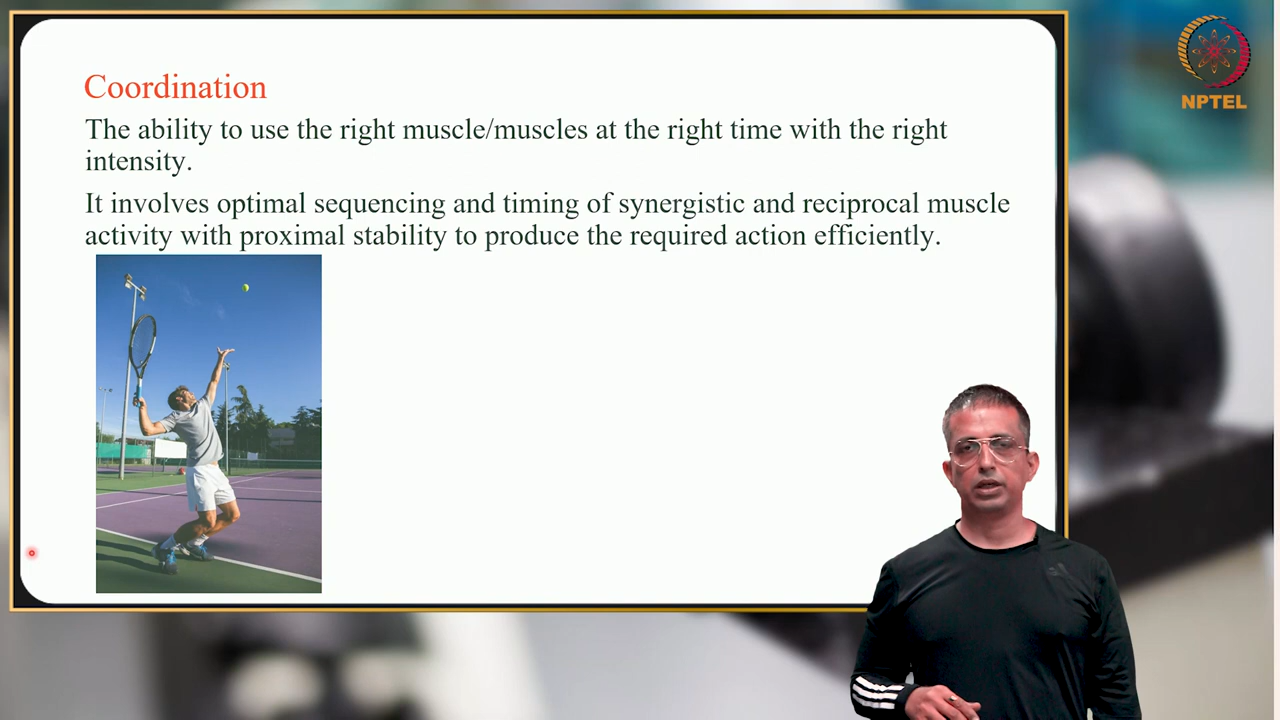 Coordination
The ability to use the right muscle/muscles at the right time with the right
intensity.
It involves optimal sequencing and timing of synergistic and reciprocal muscle
activity with proximal stability to produce the required action efficiently.
NPTEL